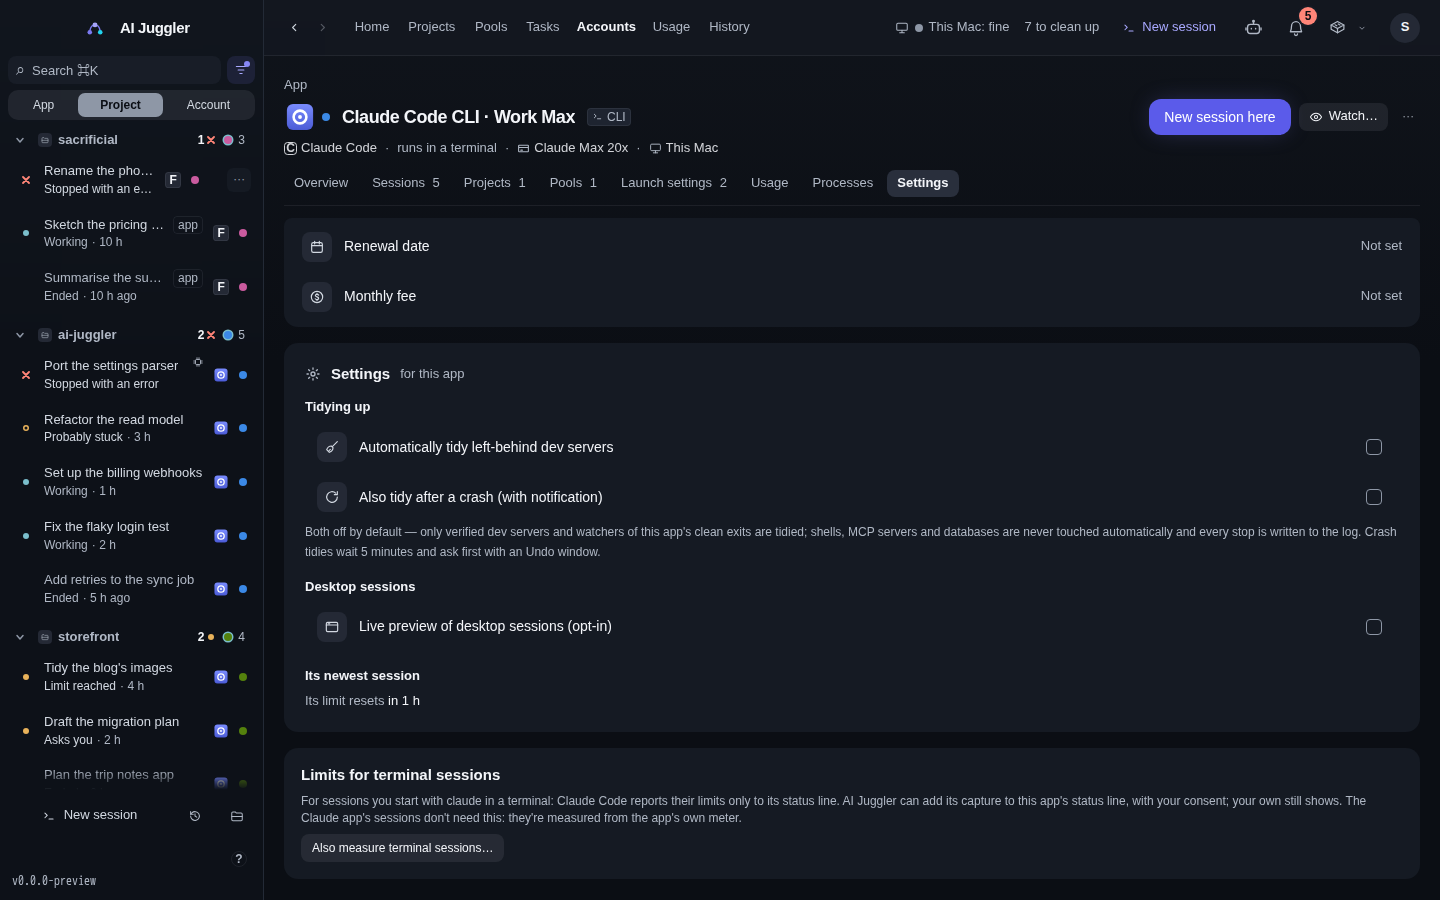 AI Juggler
Search ⌘K
App Project Account
sacrificial 1 3
Rename the pho… F
Stopped with an e…
Sketch the pricing … app F
Working · 10 h
Summarise the su… app F
Ended · 10 h ago
ai-juggler 2 5
Port the settings parser
Stopped with an error
Refactor the read model
Probably stuck · 3 h
Set up the billing webhooks
Working · 1 h
Fix the flaky login test
Working · 2 h
Add retries to the sync job
Ended · 5 h ago
storefront 2 4
Tidy the blog's images
Limit reached · 4 h
Draft the migration plan
Asks you · 2 h
Plan the trip notes app
New session
?
v0.0.0-preview
Home Projects Pools Tasks Accounts Usage History
This Mac: fine 7 to clean up New session 5 S
App
Claude Code CLI · Work Max CLI
New session here Watch… ···
C Claude Code · runs in a terminal · Claude Max 20x · This Mac
Overview Sessions 5 Projects 1 Pools 1 Launch settings 2 Usage Processes Settings
Renewal date Not set
Monthly fee Not set
Settings for this app
Tidying up
Automatically tidy left-behind dev servers
Also tidy after a crash (with notification)
Both off by default — only verified dev servers and watchers of this app's clean exits are tidied; shells, MCP servers and databases are never touched automatically and every stop is written to the log. Crash
tidies wait 5 minutes and ask first with an Undo window.
Desktop sessions
Live preview of desktop sessions (opt-in)
Its newest session
Its limit resets in 1 h
Limits for terminal sessions
For sessions you start with claude in a terminal: Claude Code reports their limits only to its status line. AI Juggler can add its capture to this app's status line, with your consent; your own still shows. The
Claude app's sessions don't need this: they're measured from the app's own meter.
Also measure terminal sessions…